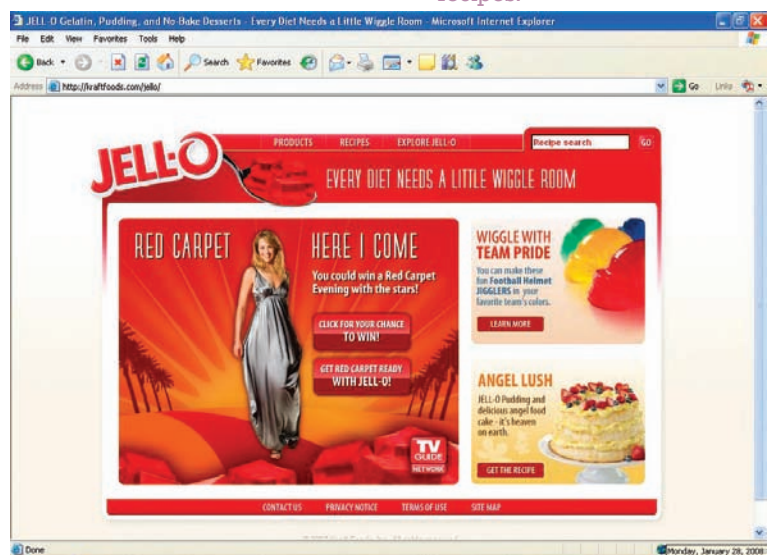 recipes.
JELL-O Gelatin, Pudding, and No-Bake Desserts - Every Diet Needs a Little Wiggle Room - Microsoft Internet Explorer
File Edit View Favorites Tools Help
Back Search Favorites
Address http://kraftfoods.com/jello/ Go Links
JELL-O
PRODUCTS RECIPES EXPLORE JELL-O Recipe search GO
EVERY DIET NEEDS A LITTLE WIGGLE ROOM
RED CARPET HERE I COME
You could win a Red Carpet
Evening with the stars!
CLICK FOR YOUR CHANCE
TO WIN!
GET RED CARPET READY
WITH JELL-O!
TV
GUIDE
NETWORK
WIGGLE WITH
TEAM PRIDE
You can make these
fun Football Helmet
JIGGLERS in your
favorite team's colors.
LEARN MORE
ANGEL LUSH
JELL-O Pudding and
delicious angel food
cake - it's heaven
on earth.
GET THE RECIPE
CONTACT US PRIVACY NOTICE TERMS OF USE SITE MAP
Done Monday, January 28, 2008